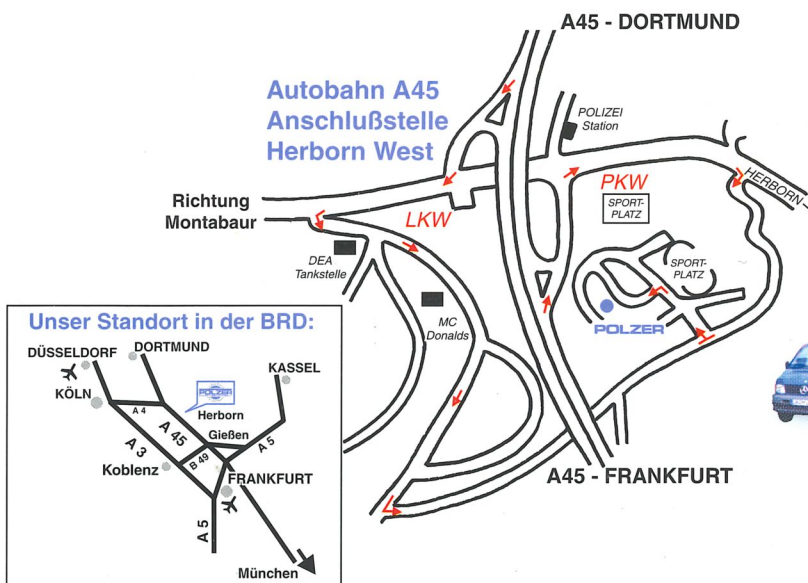 A45 - DORTMUND
Autobahn A45
Anschlußstelle
Herborn West
POLIZEI
Station
HERBORN
Richtung
Montabaur
LKW
PKW
SPORT-
PLATZ
DEA
Tankstelle
SPORT-
PLATZ
MC
Donalds
POLZER
A45 - FRANKFURT
Unser Standort in der BRD:
DÜSSELDORF
DORTMUND
KASSEL
KÖLN
POLZER
A 4
Herborn
A 45
Gießen
A 3
A 5
B 49
Koblenz
FRANKFURT
A 5
München